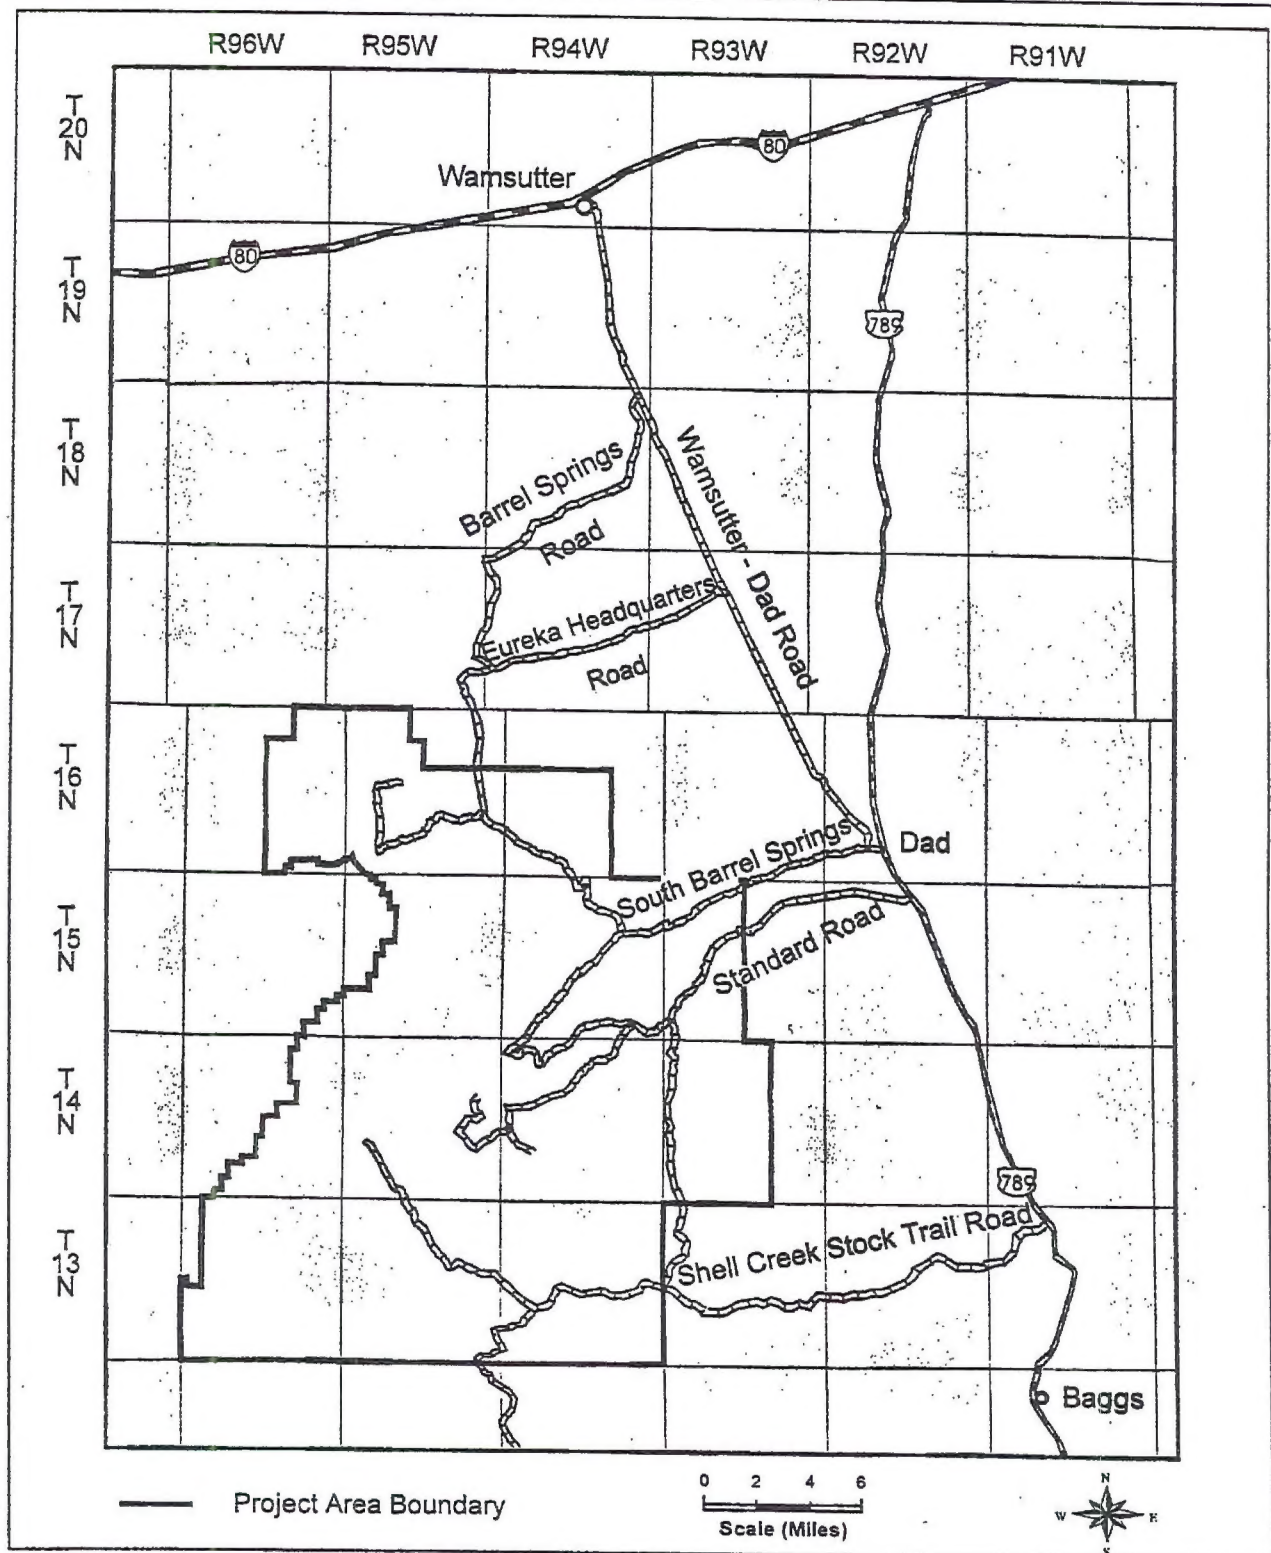 R96W R95W R94W R93W R92W R91W
T
20
N
80
Wamsutter
80
T
19
N
789
T
18
N
Barrel Springs
Road
Wamsutter - Dad Road
T
17
N
Eureka Headquarters
Road
T
16
N
Dad
South Barrel Springs
T
15
N
Standard Road
T
14
N
789
T
13
N
Shell Creek Stock Trail Road
Baggs
Project Area Boundary
0 2 4 6
Scale (Miles)
N
W E
S